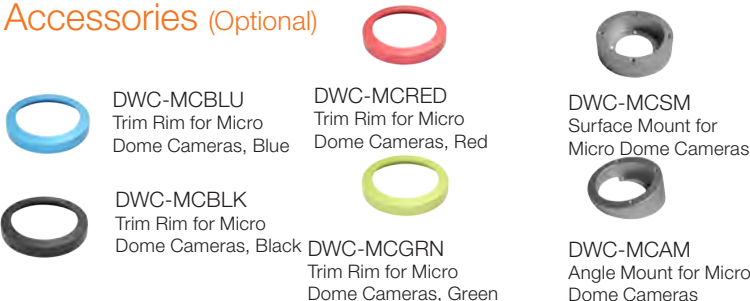 Accessories (Optional)
DWC-MCBLU
Trim Rim for Micro
Dome Cameras, Blue
DWC-MCBLK
Trim Rim for Micro
Dome Cameras, Black
DWC-MCRED
Trim Rim for Micro
Dome Cameras, Red
DWC-MCGRN
Trim Rim for Micro
Dome Cameras, Green
DWC-MCSM
Surface Mount for
Micro Dome Cameras
DWC-MCAM
Angle Mount for Micro
Dome Cameras